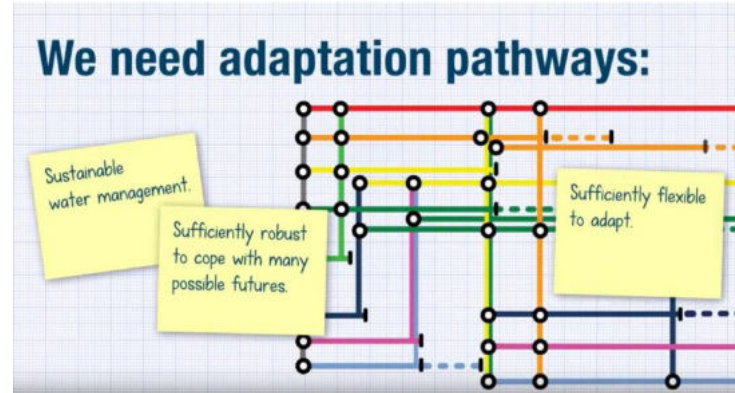 We need adaptation pathways:
Sustainable
water management.
Sufficiently robust
to cope with many
possible futures.
Sufficiently flexible
to adapt.